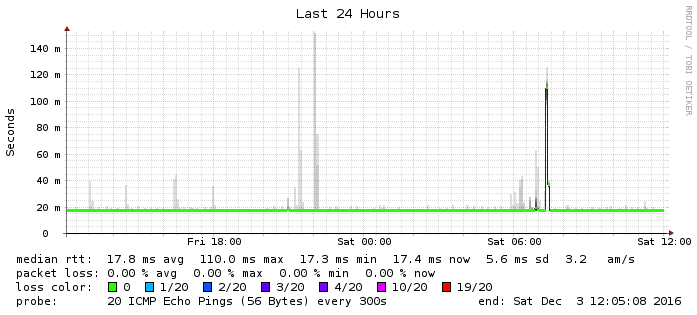 Last 24 Hours
RRDTOOL / TOBI OETIKER
Seconds
140 m
120 m
100 m
80 m
60 m
40 m
20 m
0
Fri 18:00 Sat 00:00 Sat 06:00 Sat 12:00
median rtt: 17.8 ms avg 110.0 ms max 17.3 ms min 17.4 ms now 5.6 ms sd 3.2 am/s
packet loss: 0.00 % avg 0.00 % max 0.00 % min 0.00 % now
loss color: 0 1/20 2/20 3/20 4/20 10/20 19/20
probe: 20 ICMP Echo Pings (56 Bytes) every 300s end: Sat Dec 3 12:05:08 2016